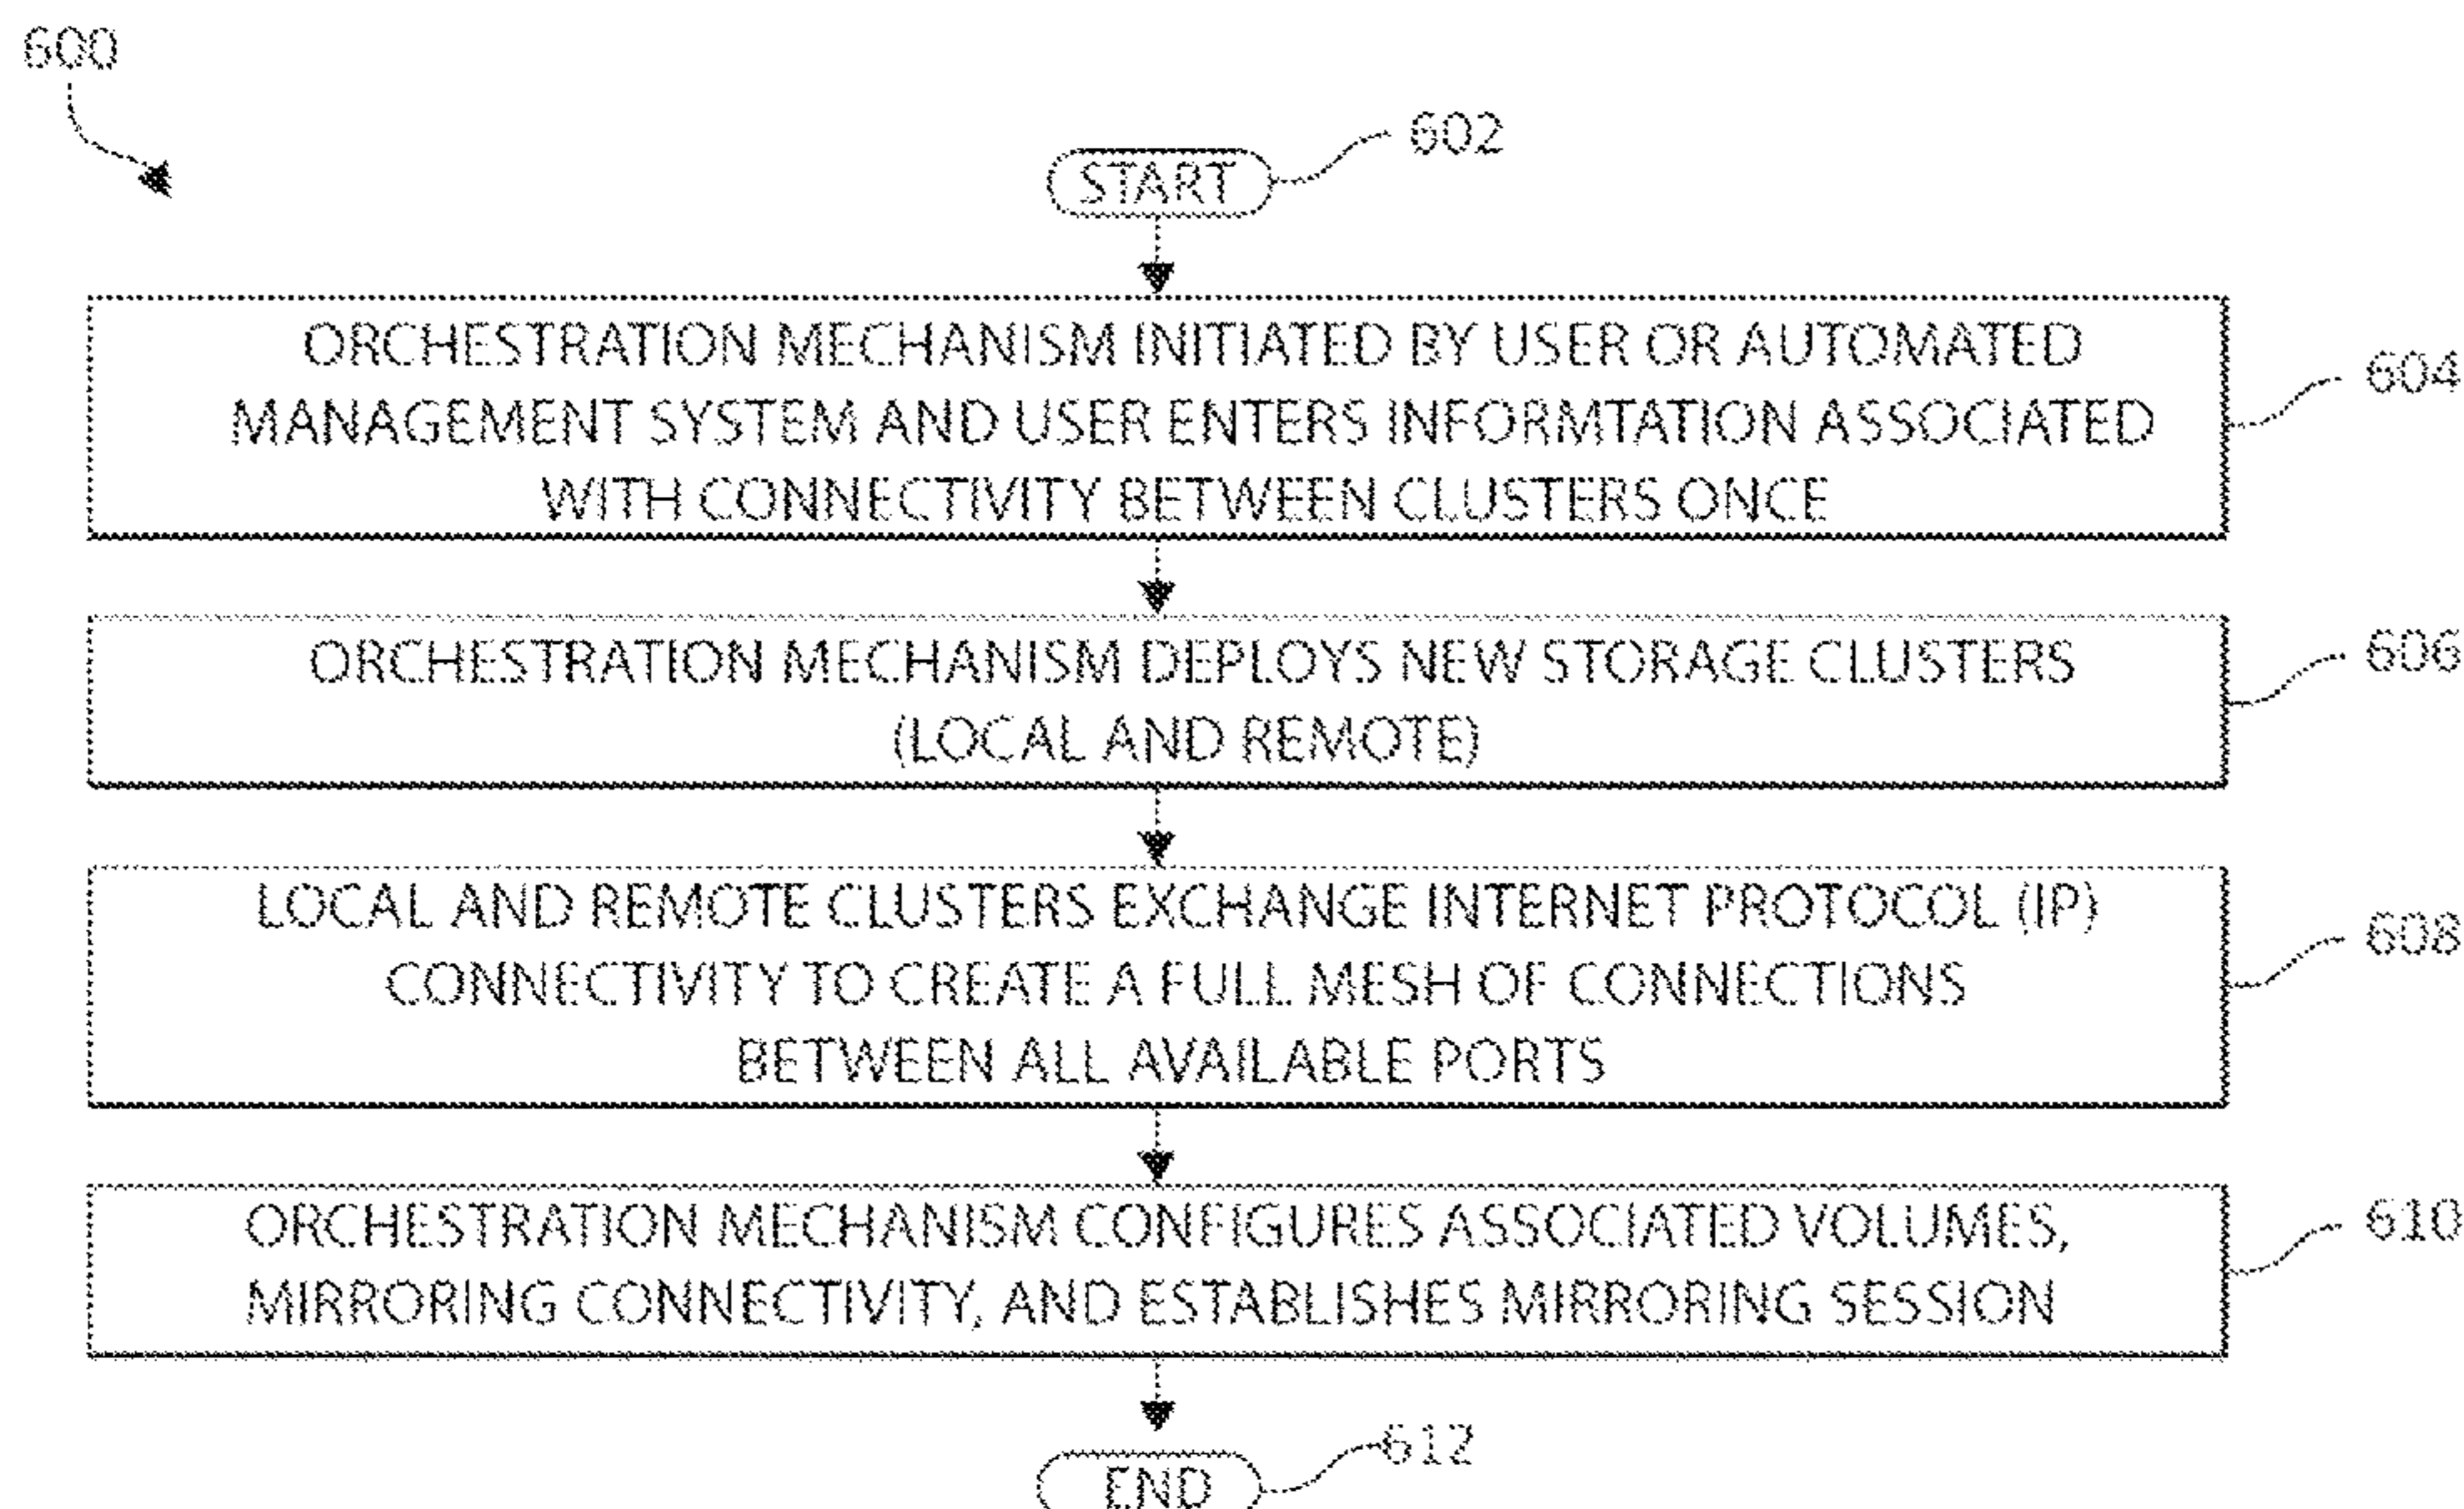 600
START
602
ORCHESTRATION MECHANISM INITIATED BY USER OR AUTOMATED
MANAGEMENT SYSTEM AND USER ENTERS INFORMTATION ASSOCIATED
WITH CONNECTIVITY BETWEEN CLUSTERS ONCE
604
ORCHESTRATION MECHANISM DEPLOYS NEW STORAGE CLUSTERS
(LOCAL AND REMOTE)
606
LOCAL AND REMOTE CLUSTERS EXCHANGE INTERNET PROTOCOL (IP)
CONNECTIVITY TO CREATE A FULL MESH OF CONNECTIONS
BETWEEN ALL AVAILABLE PORTS
608
ORCHESTRATION MECHANISM CONFIGURES ASSOCIATED VOLUMES,
MIRRORING CONNECTIVITY, AND ESTABLISHES MIRRORING SESSION
610
END
612